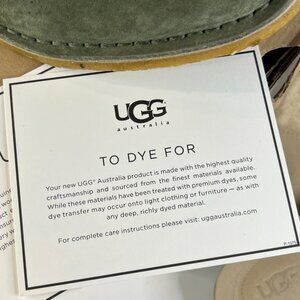 UGG
australia
TO DYE FOR
Your new UGG® Australia product is made with the highest quality
craftsmanship and sourced from the finest materials available.
While these materials have been treated with premium dyes, some
dye transfer may occur onto light clothing or furniture — as with
any deep, richly dyed material.
For complete care instructions please visit: uggaustralia.com